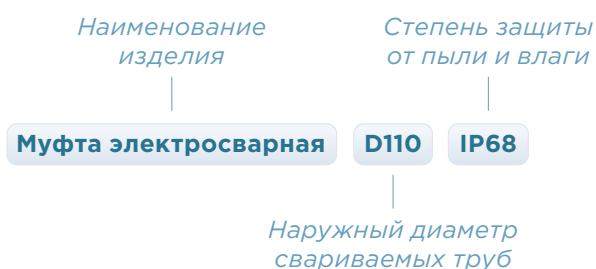 Наименование
изделия
Степень защиты
от пыли и влаги
Муфта электросварная D110 IP68
Наружный диаметр
свариваемых труб